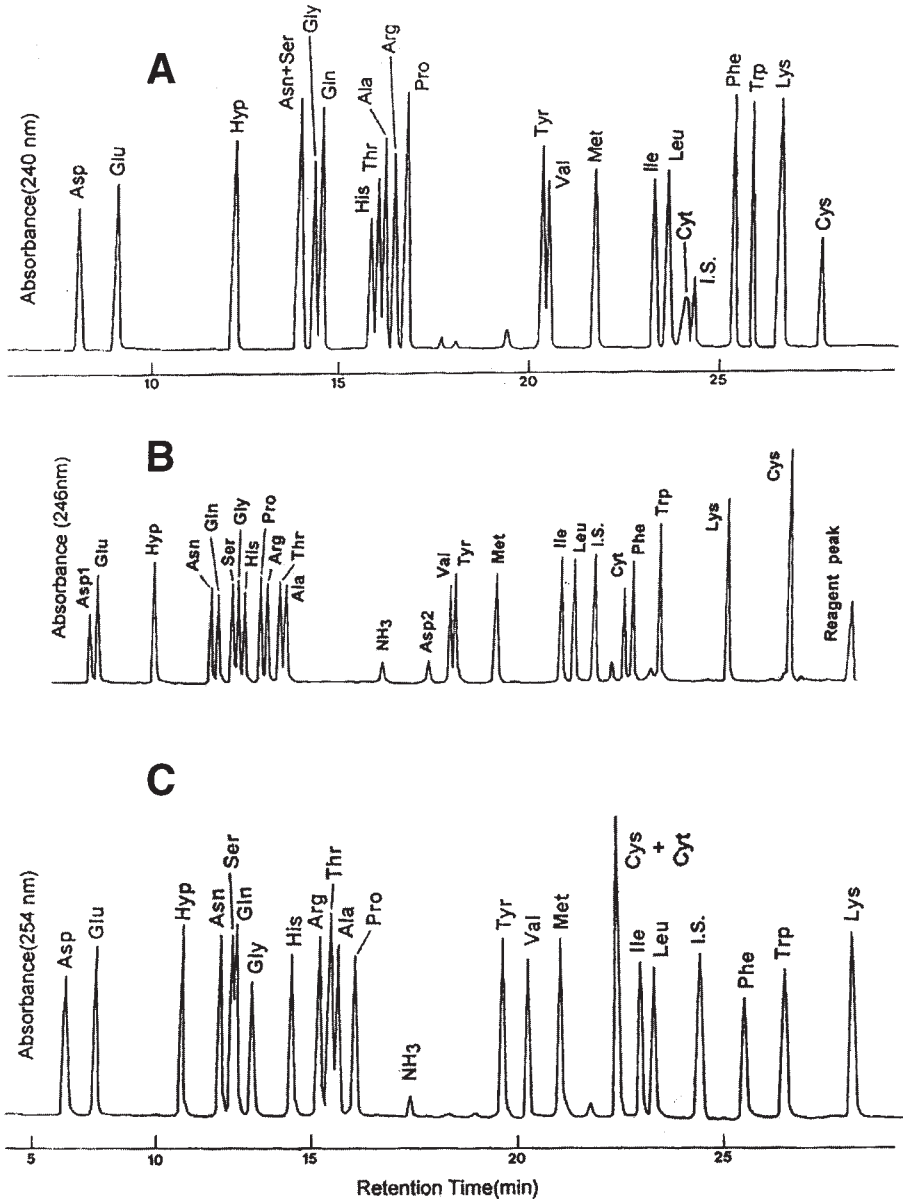 A
Absorbance(240 nm)
Asp
Glu
Hyp
Asn+Ser
Gly
Gln
His
Thr
Ala
Arg
Pro
Tyr
Val
Met
Ile
Leu
Cyt
I.S.
Phe
Trp
Lys
Cys
10
15
20
25
B
Absorbance (246nm)
Asp1
Glu
Hyp
Asn
Gln
Ser
Gly
His
Pro
Arg
Thr
Ala
NH3
Asp2
Val
Tyr
Met
Ile
Leu
I.S.
Cyt
Phe
Trp
Lys
Cys
Reagent peak
C
Absorbance(254 nm)
Asp
Glu
Hyp
Asn
Ser
Gln
Gly
His
Arg
Thr
Ala
Pro
NH3
Tyr
Val
Met
Cys + Cyt
Ile
Leu
I.S.
Phe
Trp
Lys
5
10
15
20
25
Retention Time(min)